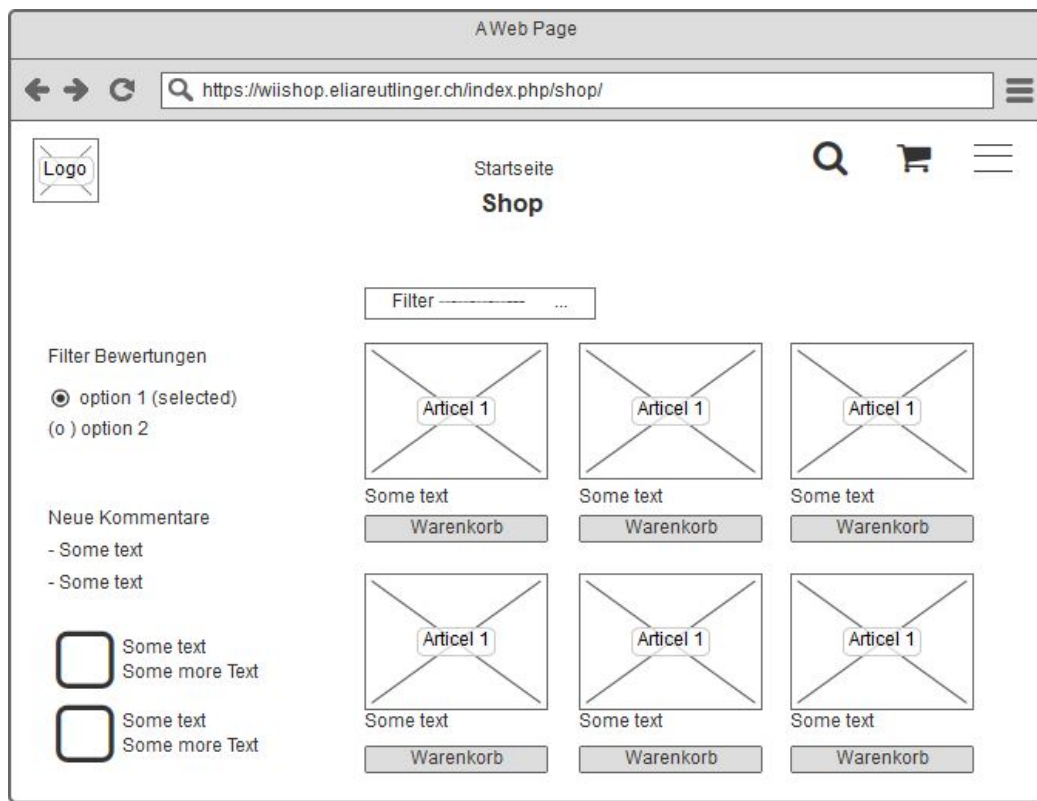 A Web Page
https://wiishop.eliareutlinger.ch/index.php/shop/
Logo
Startseite
Shop
Filter --------------- ...
Filter Bewertungen
option 1 (selected)
(o ) option 2
Neue Kommentare
- Some text
- Some text
Some text
Some more Text
Some text
Some more Text
Articel 1 Articel 1 Articel 1
Some text Some text Some text
Warenkorb Warenkorb Warenkorb
Articel 1 Articel 1 Articel 1
Some text Some text Some text
Warenkorb Warenkorb Warenkorb